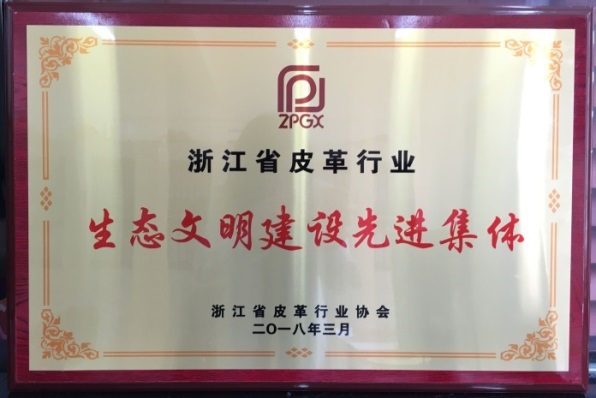 ZPGX
浙江省皮革行业
生态文明建设先进集体
浙江省皮革行业协会
二〇一八年三月